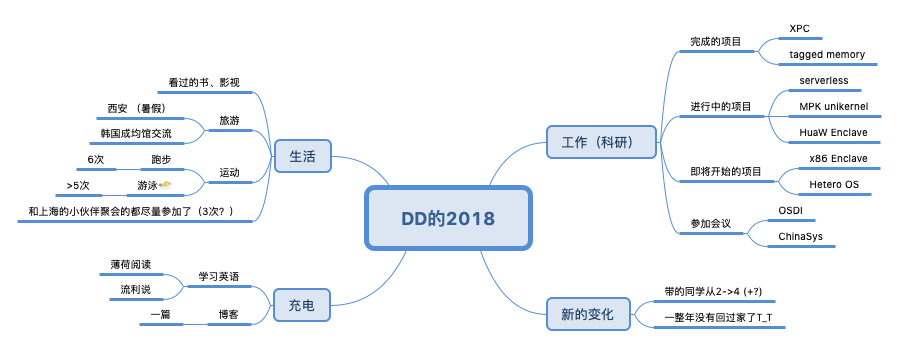 DD的2018
工作（科研）
完成的项目
XPC
tagged memory
进行中的项目
serverless
MPK unikernel
HuaW Enclave
即将开始的项目
x86 Enclave
Hetero OS
参加会议
OSDI
ChinaSys
新的变化
带的同学从2->4 (+?)
一整年没有回过家了T_T
生活
看过的书、影视
旅游
西安 （暑假）
韩国成均馆交流
运动
跑步
6次
游泳
>5次
和上海的小伙伴聚会的都尽量参加了（3次？）
充电
学习英语
薄荷阅读
流利说
博客
一篇